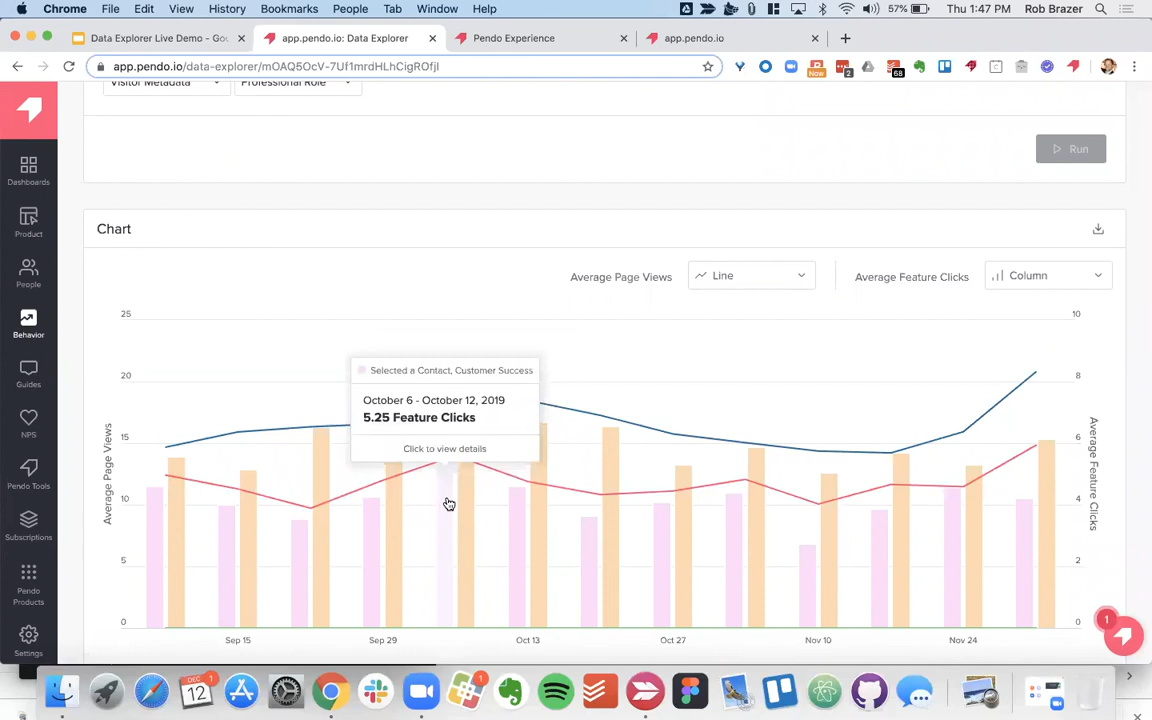 Chrome File Edit View History Bookmarks People Tab Window Help 57% Thu 1:47 PM Rob Brazer
Data Explorer Live Demo - Go app.pendo.io: Data Explorer Pendo Experience app.pendo.io
app.pendo.io/data-explorer/mOAQ5OcV-7Uf1mrdHLhCigROfjI
New 2 68
Visitor Metadata Professional Role
Run
Dashboards
Product
People
Behavior
Guides
NPS
Pendo Tools
Subscriptions
Pendo
Products
Settings
Chart
Average Page Views Line Average Feature Clicks Column
25 10
20 8
15 6
10 4
5 2
0 0
Average Page Views
Average Feature Clicks
Selected a Contact, Customer Success
October 6 - October 12, 2019
5.25 Feature Clicks
Click to view details
Sep 15 Sep 29 Oct 13 Oct 27 Nov 10 Nov 24
1
DEC 12 1 1